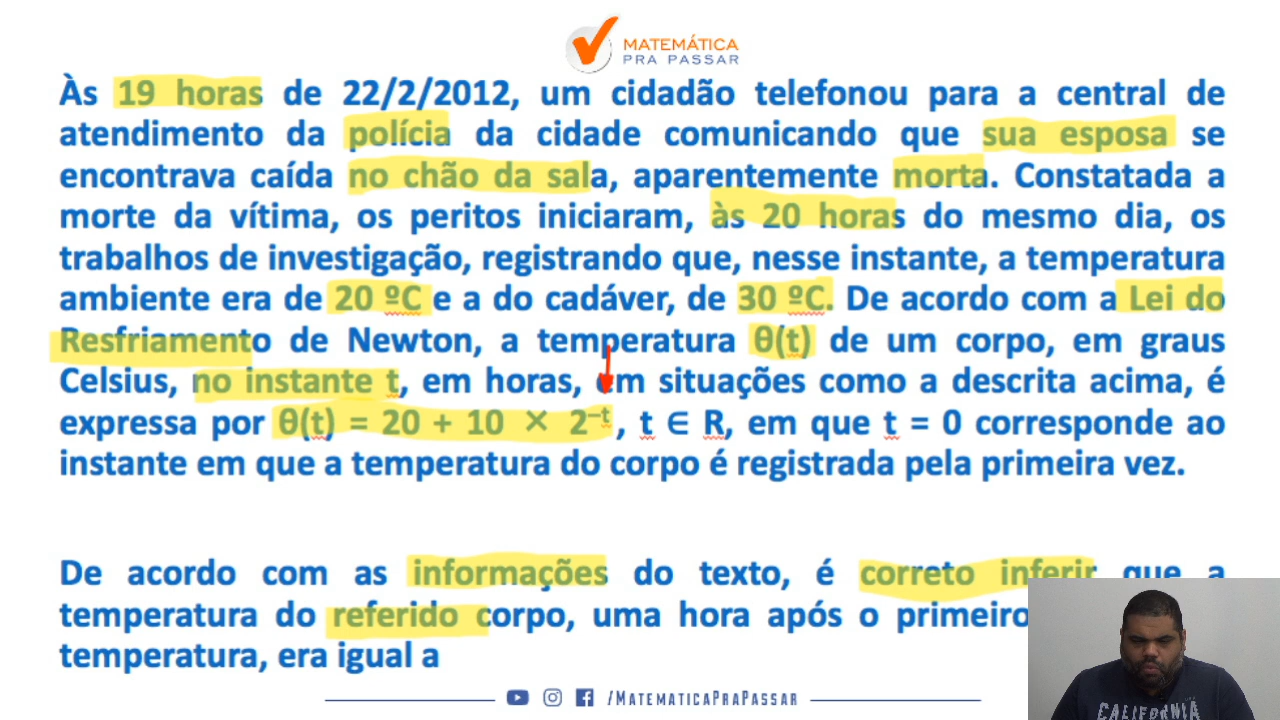 MATEMÁTICA
PRA PASSAR
Às 19 horas de 22/2/2012, um cidadão telefonou para a central de
atendimento da polícia da cidade comunicando que sua esposa se
encontrava caída no chão da sala, aparentemente morta. Constatada a
morte da vítima, os peritos iniciaram, às 20 horas do mesmo dia, os
trabalhos de investigação, registrando que, nesse instante, a temperatura
ambiente era de 20 ºC e a do cadáver, de 30 ºC. De acordo com a Lei do
Resfriamento de Newton, a temperatura θ(t) de um corpo, em graus
Celsius, no instante t, em horas, em situações como a descrita acima, é
expressa por θ(t) = 20 + 10 × 2⁻ᵗ, t ∈ R, em que t = 0 corresponde ao
instante em que a temperatura do corpo é registrada pela primeira vez.
De acordo com as informações do texto, é correto inferir que a
temperatura do referido corpo, uma hora após o primeiro
temperatura, era igual a
/MATEMATICAPRAPASSAR
CALIFORNIA